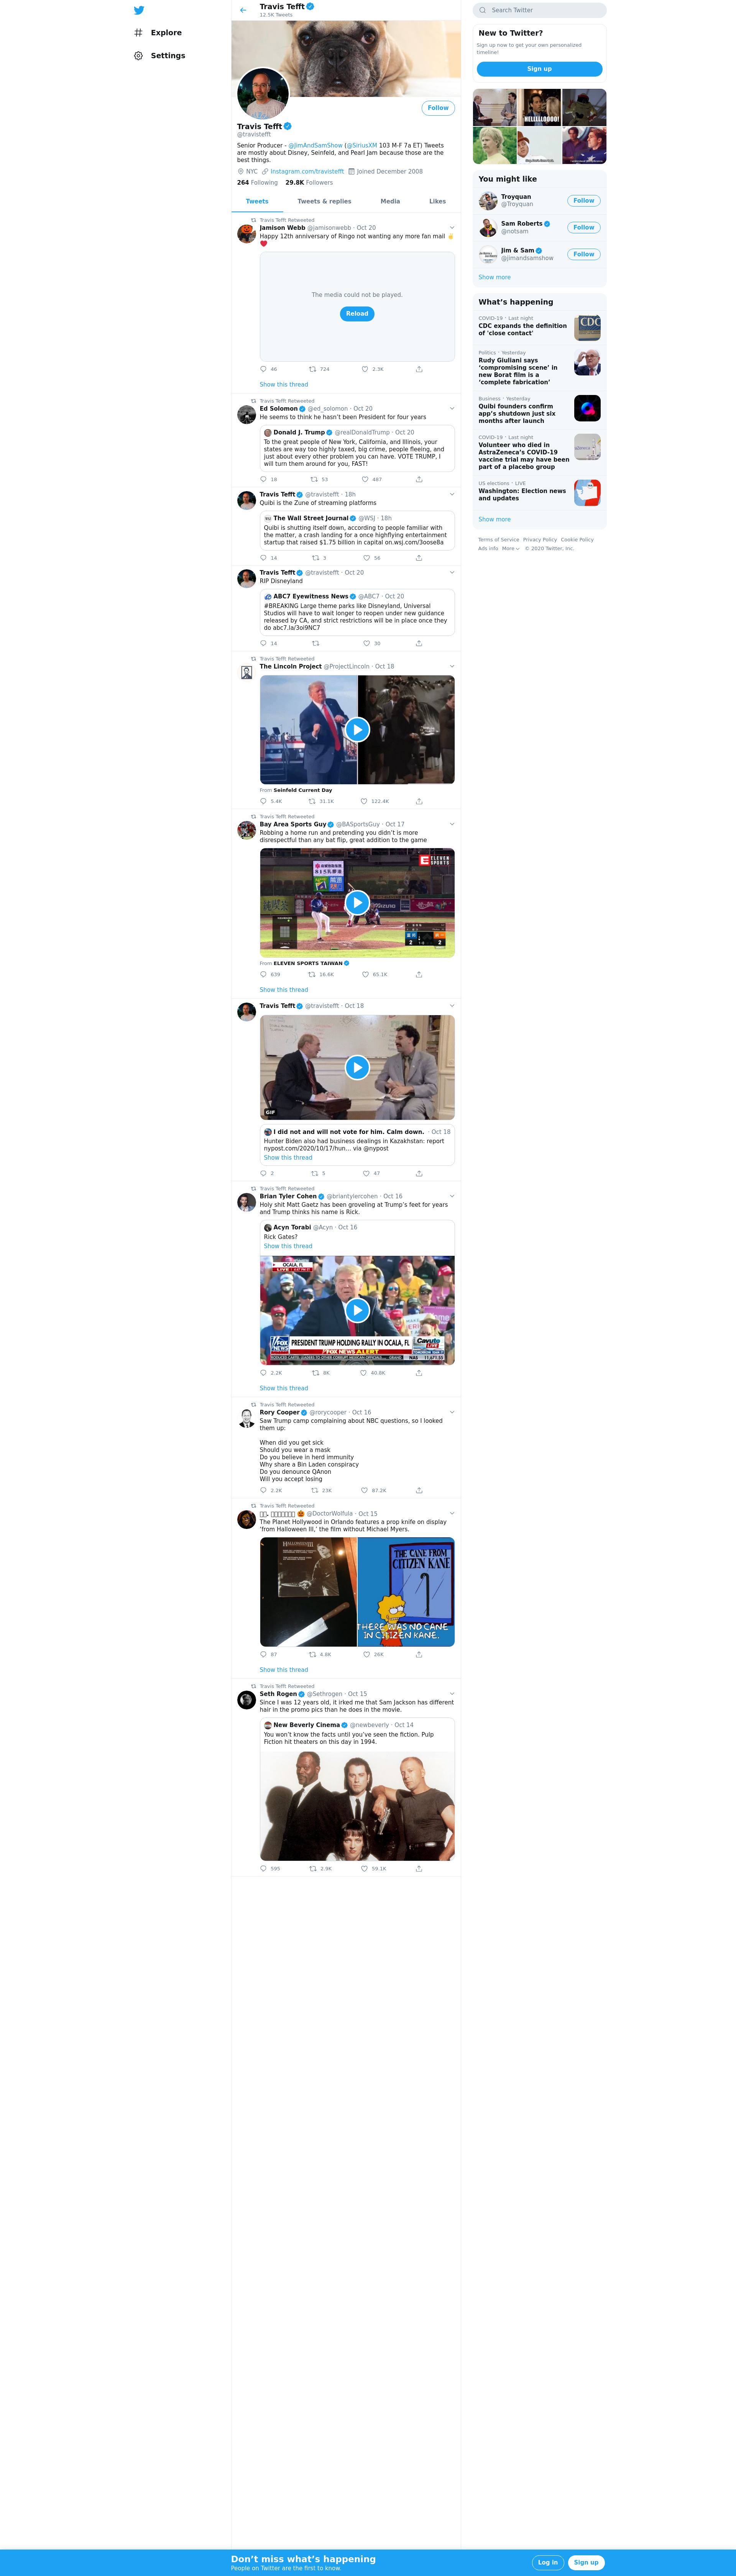 Explore
Settings
Travis Tefft
12.5K Tweets
Follow
Travis Tefft
@travistefft
Senior Producer - @JimAndSamShow (@SiriusXM 103 M-F 7a ET) Tweets
are mostly about Disney, Seinfeld, and Pearl Jam because those are the
best things.
NYC Instagram.com/travistefft Joined December 2008
264 Following 29.8K Followers
Tweets Tweets & replies Media Likes
Travis Tefft Retweeted
Jamison Webb @jamisonwebb · Oct 20
Happy 12th anniversary of Ringo not wanting any more fan mail ✌️
❤️
The media could not be played.
Reload
46 724 2.3K
Show this thread
Travis Tefft Retweeted
Ed Solomon @ed_solomon · Oct 20
He seems to think he hasn't been President for four years
Donald J. Trump @realDonaldTrump · Oct 20
To the great people of New York, California, and Illinois, your
states are way too highly taxed, big crime, people fleeing, and
just about every other problem you can have. VOTE TRUMP, I
will turn them around for you, FAST!
18 53 487
Travis Tefft @travistefft · 18h
Quibi is the Zune of streaming platforms
The Wall Street Journal @WSJ · 18h
Quibi is shutting itself down, according to people familiar with
the matter, a crash landing for a once highflying entertainment
startup that raised $1.75 billion in capital on.wsj.com/3oose8a
14 3 56
Travis Tefft @travistefft · Oct 20
RIP Disneyland
ABC7 Eyewitness News @ABC7 · Oct 20
#BREAKING Large theme parks like Disneyland, Universal
Studios will have to wait longer to reopen under new guidance
released by CA, and strict restrictions will be in place once they
do abc7.la/3oi9NC7
14 30
Travis Tefft Retweeted
The Lincoln Project @ProjectLincoln · Oct 18
From Seinfeld Current Day
5.4K 31.1K 122.4K
Travis Tefft Retweeted
Bay Area Sports Guy @BASportsGuy · Oct 17
Robbing a home run and pretending you didn't is more
disrespectful than any bat flip, great addition to the game
ELEVEN
SPORTS
2 2
From ELEVEN SPORTS TAIWAN
639 16.6K 65.1K
Show this thread
Travis Tefft @travistefft · Oct 18
GIF
I did not and will not vote for him. Calm down. · Oct 18
Hunter Biden also had business dealings in Kazakhstan: report
nypost.com/2020/10/17/hun… via @nypost
Show this thread
2 5 47
Travis Tefft Retweeted
Brian Tyler Cohen @briantylercohen · Oct 16
Holy shit Matt Gaetz has been groveling at Trump's feet for years
and Trump thinks his name is Rick.
Acyn Torabi @Acyn · Oct 16
Rick Gates?
Show this thread
OCALA, FL
LIVE
PRESIDENT TRUMP HOLDING RALLY IN OCALA, FL
FOX NEWS ALERT
FOX NEWS
Cavuto
LIVE
NAS 11,671.55
2.2K 8K 40.8K
Show this thread
Travis Tefft Retweeted
Rory Cooper @rorycooper · Oct 16
Saw Trump camp complaining about NBC questions, so I looked
them up:
When did you get sick
Should you wear a mask
Do you believe in herd immunity
Why share a Bin Laden conspiracy
Do you denounce QAnon
Will you accept losing
2.2K 23K 87.2K
Travis Tefft Retweeted
@DoctorWolfula · Oct 15
The Planet Hollywood in Orlando features a prop knife on display
'from Halloween III,' the film without Michael Myers.
HALLOWEEN III
THE CANE FROM
CITIZEN KANE
THERE WAS NO CANE
IN CITIZEN KANE.
87 4.8K 26K
Show this thread
Travis Tefft Retweeted
Seth Rogen @Sethrogen · Oct 15
Since I was 12 years old, it irked me that Sam Jackson has different
hair in the promo pics than he does in the movie.
New Beverly Cinema @newbeverly · Oct 14
You won't know the facts until you've seen the fiction. Pulp
Fiction hit theaters on this day in 1994.
595 2.9K 59.1K
Search Twitter
New to Twitter?
Sign up now to get your own personalized
timeline!
Sign up
HELLLLOOOO!
You might like
Troyquan
@Troyquan
Follow
Sam Roberts
@notsam
Follow
Jim & Sam
@jimandsamshow
Follow
Show more
What's happening
COVID-19 · Last night
CDC expands the definition
of 'close contact'
Politics · Yesterday
Rudy Giuliani says
'compromising scene' in
new Borat film is a
'complete fabrication'
Business · Yesterday
Quibi founders confirm
app's shutdown just six
months after launch
COVID-19 · Last night
Volunteer who died in
AstraZeneca's COVID-19
vaccine trial may have been
part of a placebo group
US elections · LIVE
Washington: Election news
and updates
Show more
Terms of Service Privacy Policy Cookie Policy
Ads info More © 2020 Twitter, Inc.
Don't miss what's happening
People on Twitter are the first to know.
Log in Sign up